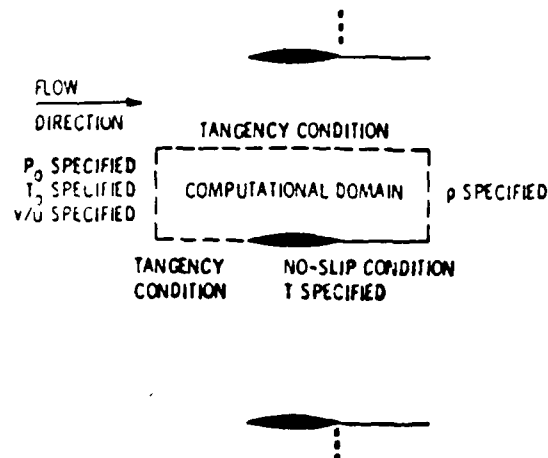 FLOW
DIRECTION
TANGENCY CONDITION
P₀ SPECIFIED
T₀ SPECIFIED
v/u SPECIFIED
COMPUTATIONAL DOMAIN
p SPECIFIED
TANGENCY
CONDITION
NO-SLIP CONDITION
T SPECIFIED